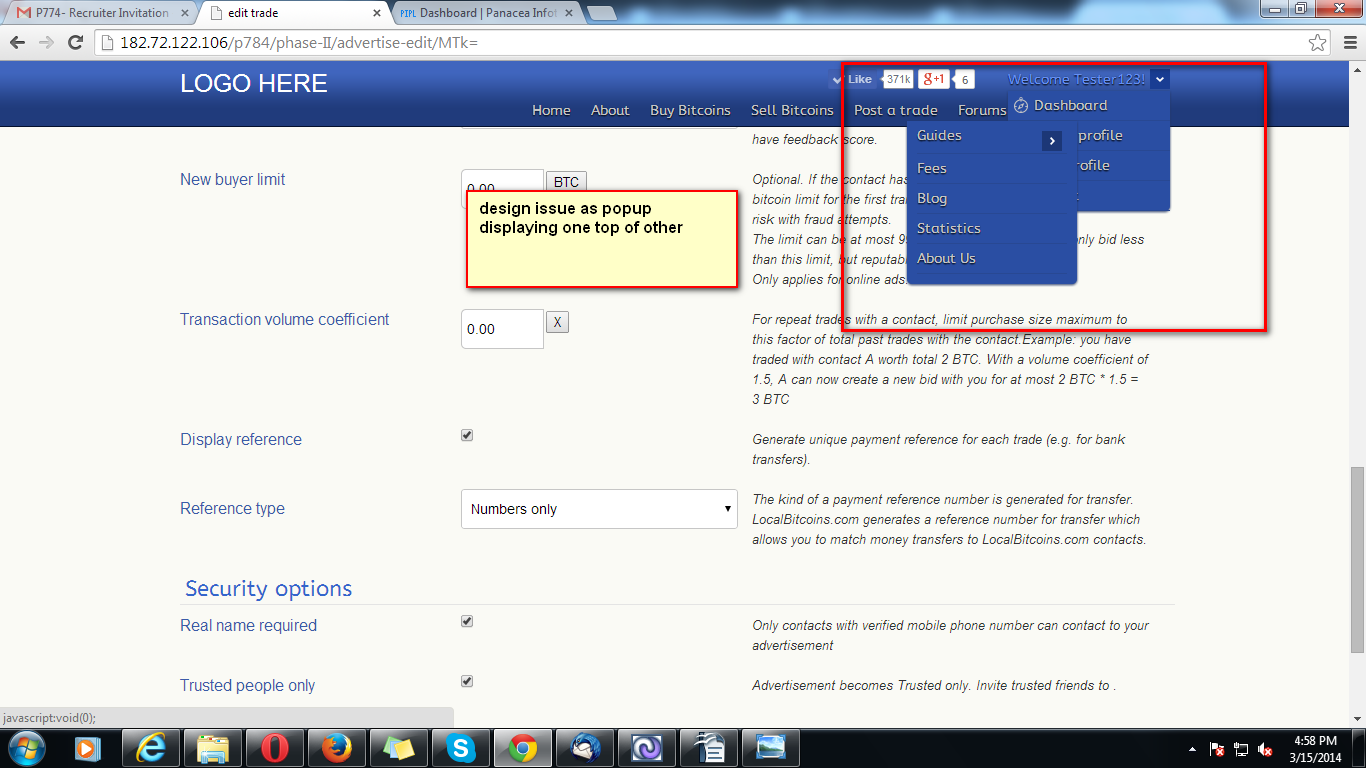 P774- Recruiter Invitation
edit trade
PIPL Dashboard | Panacea Infot
182.72.122.106/p784/phase-II/advertise-edit/MTk=
LOGO HERE
Like 371k g+1 6 Welcome Tester123!
Home About Buy Bitcoins Sell Bitcoins Post a trade Forums
Dashboard
profile
rofile
Guides
Fees
Blog
Statistics
About Us
have feedback score.
New buyer limit
0.00 BTC
Optional. If the contact has
bitcoin limit for the first tra
risk with fraud attempts.
The limit can be at most 9 only bid less
than this limit, but reputabl
Only applies for online ads.
design issue as popup
displaying one top of other
Transaction volume coefficient
0.00 X
For repeat trades with a contact, limit purchase size maximum to
this factor of total past trades with the contact.Example: you have
traded with contact A worth total 2 BTC. With a volume coefficient of
1.5, A can now create a new bid with you for at most 2 BTC * 1.5 =
3 BTC
Display reference
Generate unique payment reference for each trade (e.g. for bank
transfers).
Reference type
Numbers only
The kind of a payment reference number is generated for transfer.
LocalBitcoins.com generates a reference number for transfer which
allows you to match money transfers to LocalBitcoins.com contacts.
Security options
Real name required
Only contacts with verified mobile phone number can contact to your
advertisement
Trusted people only
Advertisement becomes Trusted only. Invite trusted friends to .
javascript:void(0);
4:58 PM
3/15/2014